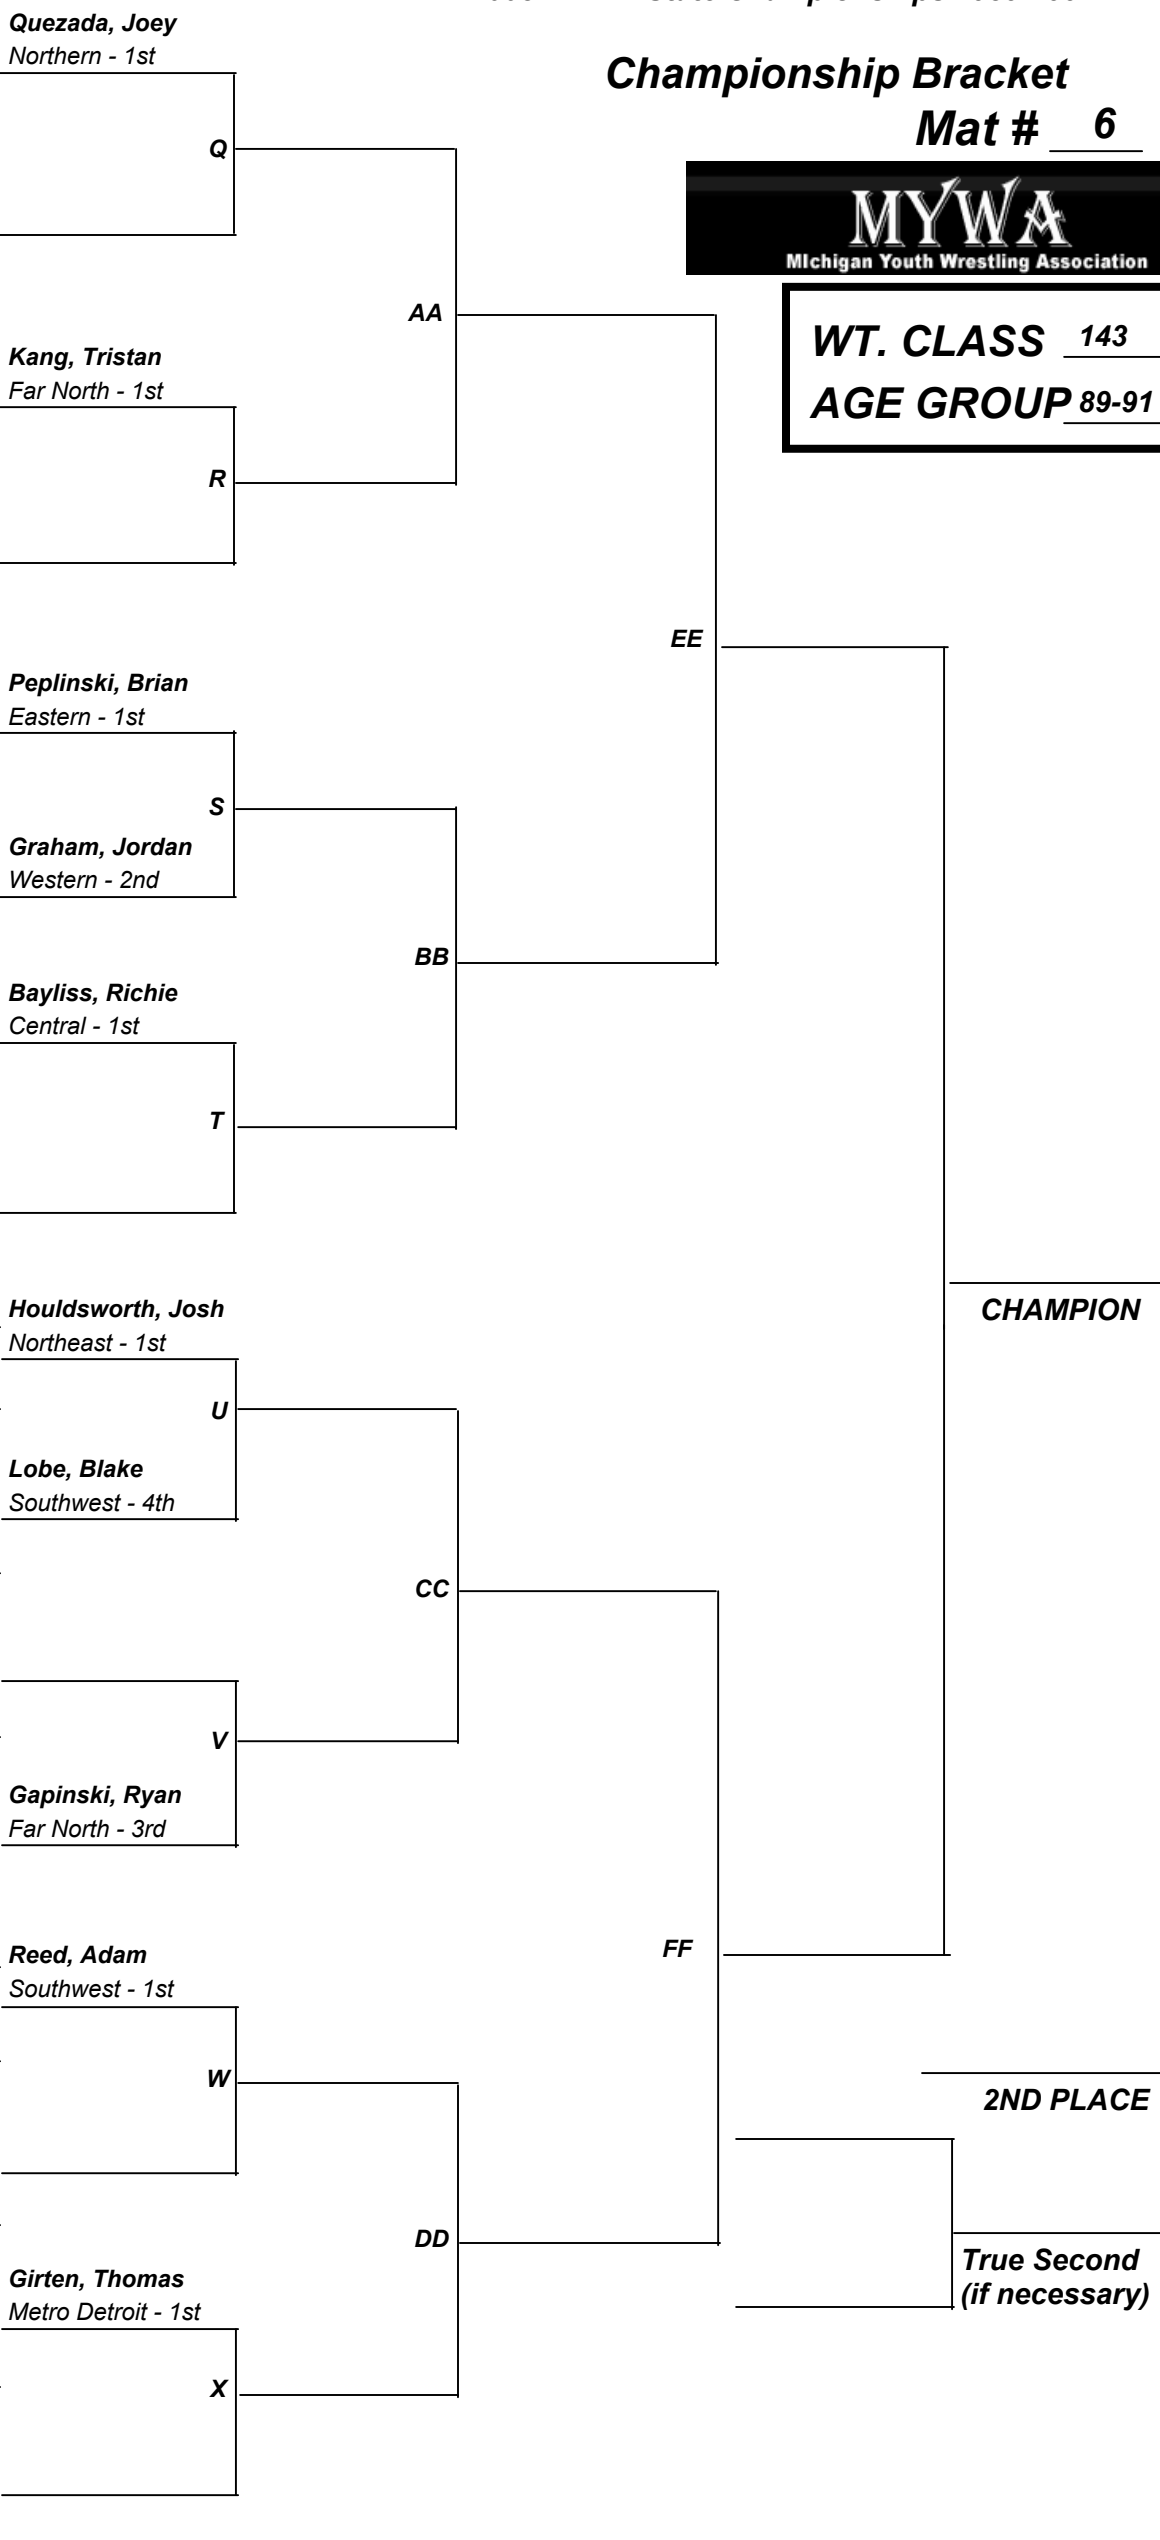 Quezada, Joey
Northern - 1st
Championship Bracket
Mat # 6
Q
MYWA
MIchigan Youth Wrestling Association
AA
WT. CLASS 143
Kang, Tristan
Far North - 1st
AGE GROUP 89-91
R
EE
Peplinski, Brian
Eastern - 1st
S
Graham, Jordan
Western - 2nd
BB
Bayliss, Richie
Central - 1st
T
Houldsworth, Josh
Northeast - 1st
CHAMPION
U
Lobe, Blake
Southwest - 4th
CC
V
Gapinski, Ryan
Far North - 3rd
FF
Reed, Adam
Southwest - 1st
W
2ND PLACE
DD
True Second
(if necessary)
Girten, Thomas
Metro Detroit - 1st
X